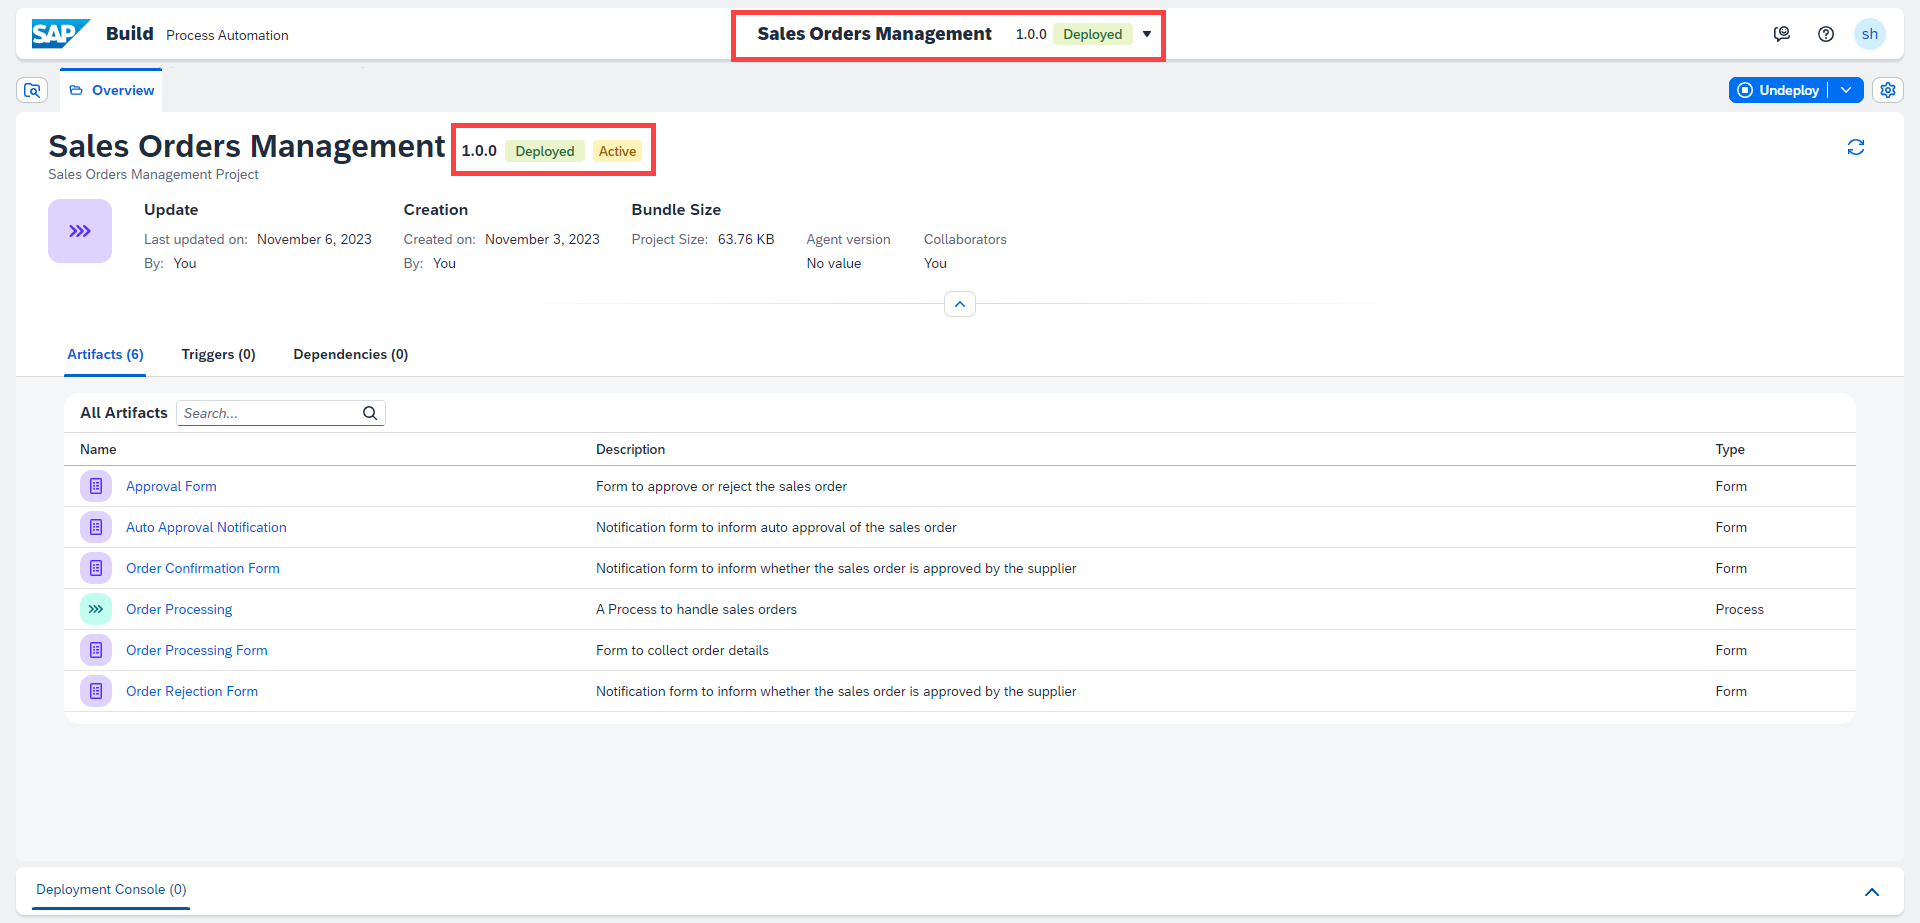 SAP Build Process Automation
Sales Orders Management 1.0.0 Deployed
sh
Overview
Undeploy
Sales Orders Management 1.0.0 Deployed Active
Sales Orders Management Project
Update
Last updated on: November 6, 2023
By: You
Creation
Created on: November 3, 2023
By: You
Bundle Size
Project Size: 63.76 KB
Agent version
No value
Collaborators
You
Artifacts (6) Triggers (0) Dependencies (0)
All Artifacts Search...
Name Description Type
Approval Form Form to approve or reject the sales order Form
Auto Approval Notification Notification form to inform auto approval of the sales order Form
Order Confirmation Form Notification form to inform whether the sales order is approved by the supplier Form
Order Processing A Process to handle sales orders Process
Order Processing Form Form to collect order details Form
Order Rejection Form Notification form to inform whether the sales order is approved by the supplier Form
Deployment Console (0)